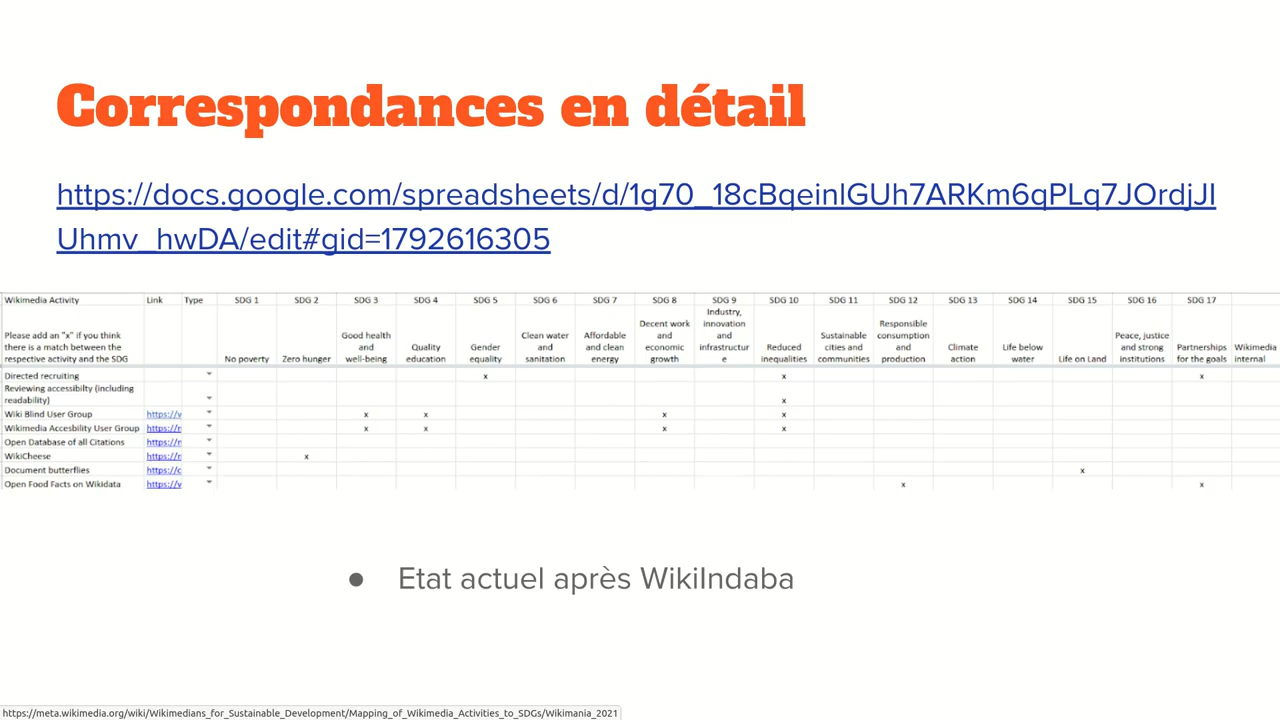 Correspondances en détail
https://docs.google.com/spreadsheets/d/1g70_18cBqeinlGUh7ARKm6qPLq7JOrdjJI
Uhmv_hwDA/edit#gid=1792616305
Wikimedia Activity Link Type SDG 1 SDG 2 SDG 3 SDG 4 SDG 5 SDG 6 SDG 7 SDG 8 SDG 9 SDG 10 SDG 11 SDG 12 SDG 13 SDG 14 SDG 15 SDG 16 SDG 17
Please add an "x" if you think there is a match between the respective activity and the SDG No poverty Zero hunger Good health and well-being Quality education Gender equality Clean water and sanitation Affordable and clean energy Decent work and economic growth Industry, innovation and infrastructure Reduced inequalities Sustainable cities and communities Responsible consumption and production Climate action Life below water Life on Land Peace, justice and strong institutions Partnerships for the goals Wikimedia internal
Directed recruiting x x x
Reviewing accessibilty (including readability) x
Wiki Blind User Group https://v x x x x
Wikimedia Accesbility User Group https://r x x x x
Open Database of all Citations https://r
WikiCheese https://r x
Document butterflies https://c x
Open Food Facts on Wikidata https://v x x
● Etat actuel après WikiIndaba
https://meta.wikimedia.org/wiki/Wikimedians_for_Sustainable_Development/Mapping_of_Wikimedia_Activities_to_SDGs/Wikimania_2021